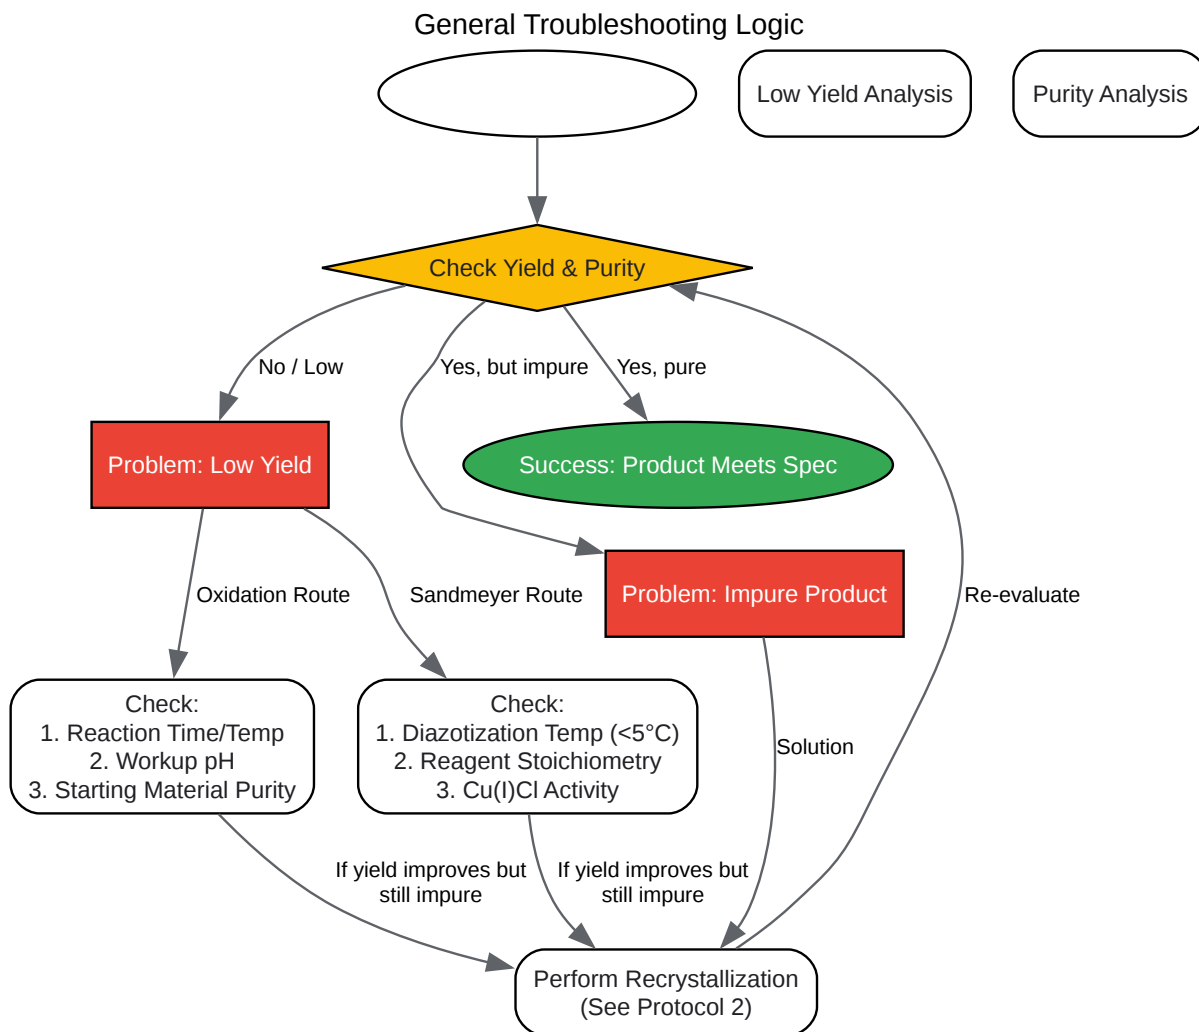 General Troubleshooting Logic
Low Yield Analysis
Purity Analysis
Check Yield & Purity
No / Low
Yes, but impure
Yes, pure
Problem: Low Yield
Success: Product Meets Spec
Problem: Impure Product
Oxidation Route
Sandmeyer Route
Re-evaluate
Check:
1. Reaction Time/Temp
2. Workup pH
3. Starting Material Purity
Check:
1. Diazotization Temp (<5°C)
2. Reagent Stoichiometry
3. Cu(I)Cl Activity
Solution
If yield improves but
still impure
If yield improves but
still impure
Perform Recrystallization
(See Protocol 2)